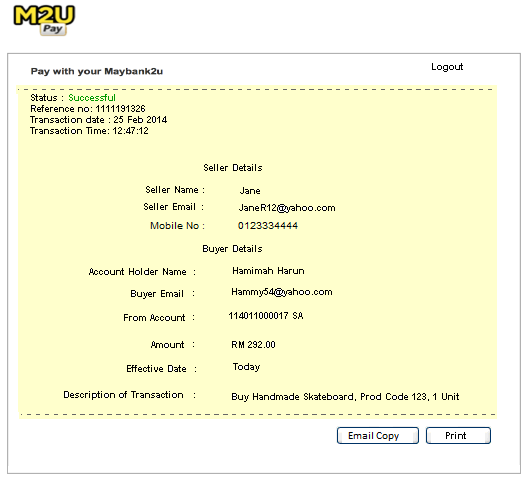 M2U
Pay
Pay with your Maybank2u
Logout
Status : Successful
Reference no: 1111191326
Transaction date : 25 Feb 2014
Transaction Time: 12:47:12
Seller Details
Seller Name : Jane
Seller Email : JaneR12@yahoo.com
Mobile No : 0123334444
Buyer Details
Account Holder Name : Hamimah Harun
Buyer Email : Hammy54@yahoo.com
From Account : 114011000017 SA
Amount : RM 292.00
Effective Date : Today
Description of Transaction : Buy Handmade Skateboard, Prod Code 123, 1 Unit
Email Copy Print